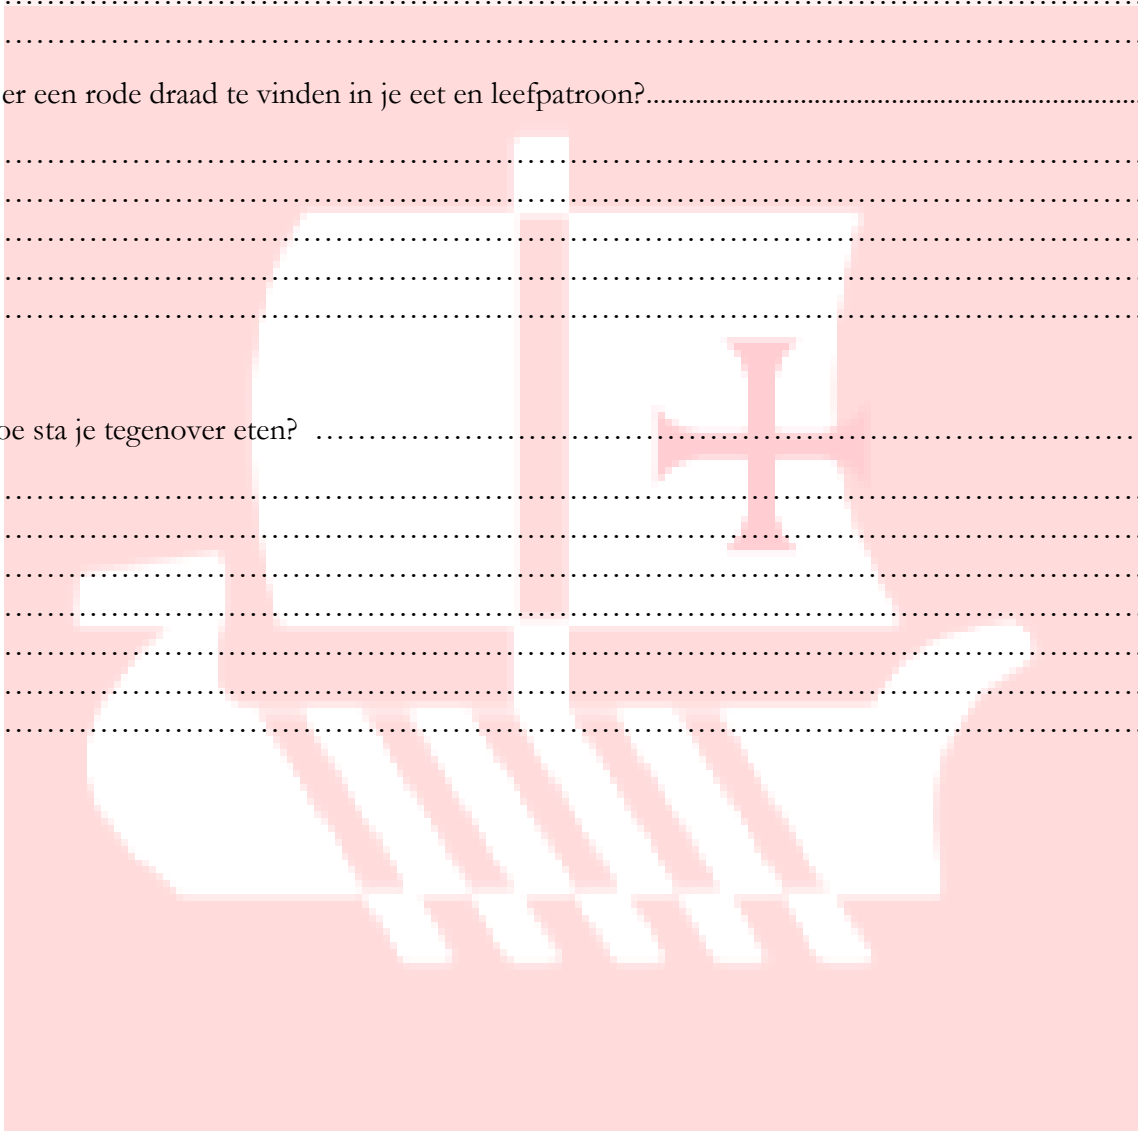 er een rode draad te vinden in je eet en leefpatroon?
oe sta je tegenover eten?